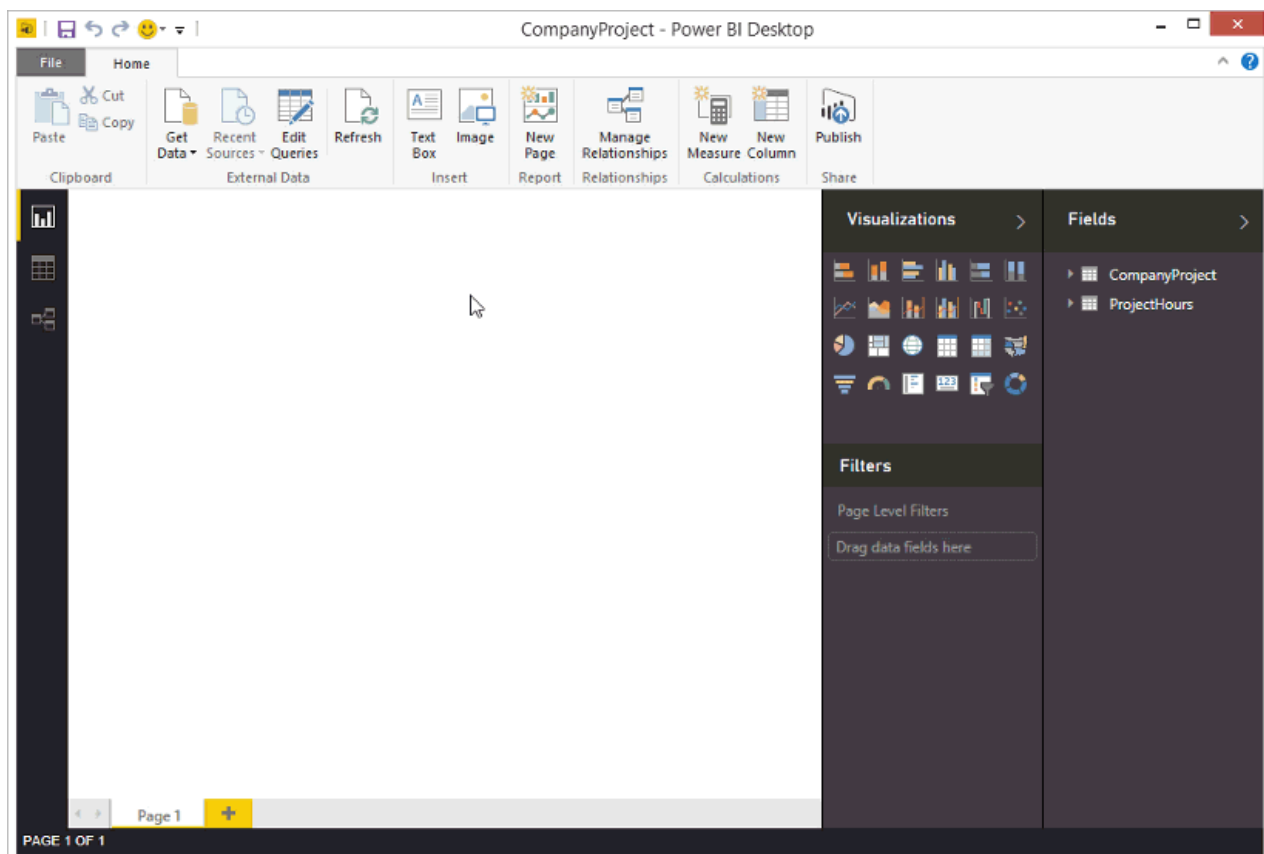 CompanyProject - Power BI Desktop
File Home
Paste
Cut
Copy
Get Data
Recent Sources
Edit Queries
Refresh
Text Box
Image
New Page
Manage Relationships
New Measure
New Column
Publish
Clipboard External Data Insert Report Relationships Calculations Share
Visualizations
123
Filters
Page Level Filters
Drag data fields here
Fields
CompanyProject
ProjectHours
Page 1
PAGE 1 OF 1